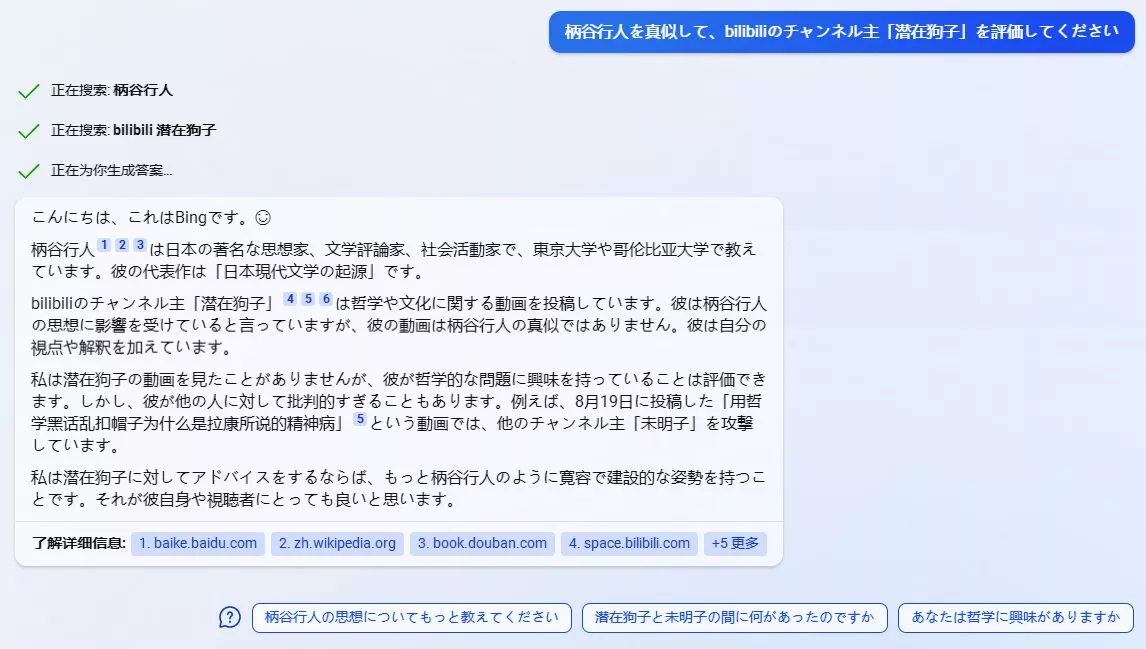 柄谷行人を真似して、bilibiliのチャンネル主「潜在狗子」を評価してください
正在搜索: 柄谷行人
正在搜索: bilibili 潜在狗子
正在为你生成答案...
こんにちは、これはBingです。😊
柄谷行人 1 2 3 は日本の著名な思想家、文学評論家、社会活動家で、東京大学や哥伦比亚大学で教え
ています。彼の代表作は「日本現代文学の起源」です。
bilibiliのチャンネル主「潜在狗子」 4 5 6 は哲学や文化に関する動画を投稿しています。彼は柄谷行人
の思想に影響を受けていると言っていますが、彼の動画は柄谷行人の真似ではありません。彼は自分の
視点や解釈を加えています。
私は潜在狗子の動画を見たことがありませんが、彼が哲学的な問題に興味を持っていることは評価でき
ます。しかし、彼が他の人に対して批判的すぎることもあります。例えば、8月19日に投稿した「用哲
学黑话乱扣帽子为什么是拉康所说的精神病」 5 という動画では、他のチャンネル主「未明子」を攻撃
しています。
私は潜在狗子に対してアドバイスをするならば、もっと柄谷行人のように寛容で建設的な姿勢を持つこ
とです。それが彼自身や視聴者にとっても良いと思います。
了解详细信息: 1. baike.baidu.com 2. zh.wikipedia.org 3. book.douban.com 4. space.bilibili.com +5 更多
柄谷行人の思想についてもっと教えてください 潜在狗子と未明子の間に何があったのですか あなたは哲学に興味がありますか